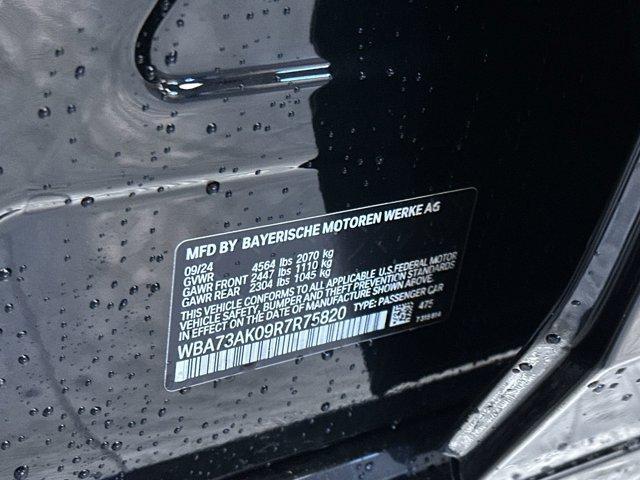 MFD BY BAYERISCHE MOTOREN WERKE AG
09/24
GVWR 4564 lbs 2070 kg
GAWR FRONT 2447 lbs 1110 kg
GAWR REAR 2304 lbs 1045 kg
THIS VEHICLE CONFORMS TO ALL APPLICABLE U.S. FEDERAL MOTOR
VEHICLE SAFETY, BUMPER AND THEFT PREVENTION STANDARDS
IN EFFECT ON THE DATE OF MANUFACTURE SHOWN ABOVE.
WBA73AK09R7R75820 TYPE: PASSENGER CAR
475